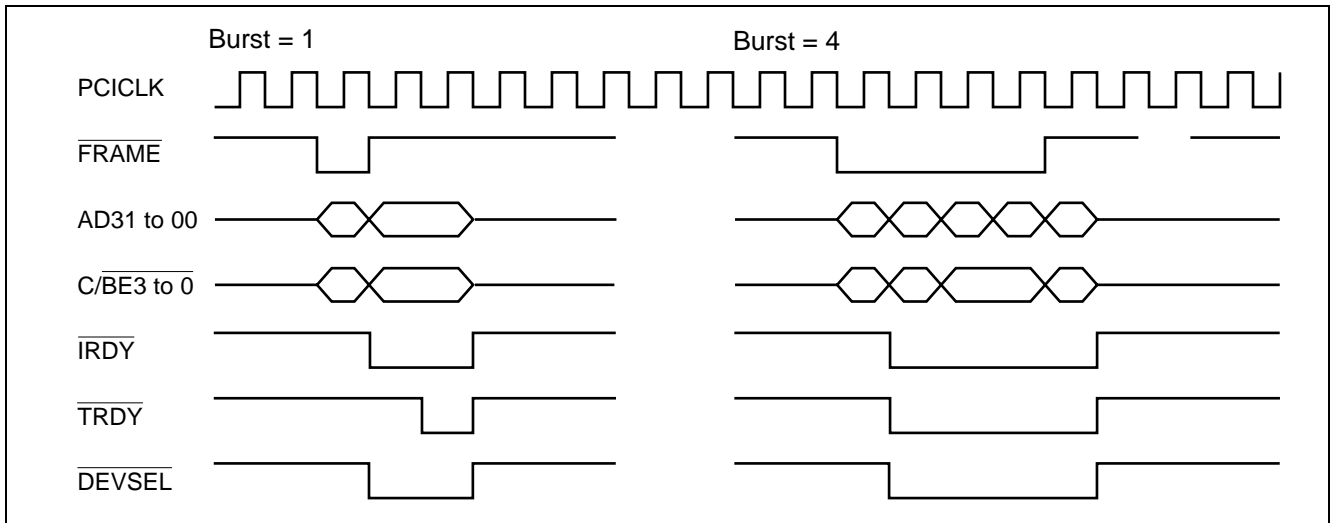 Burst = 1
Burst = 4
PCICLK
FRAME
AD31 to 00
C/BE3 to 0
IRDY
TRDY
DEVSEL